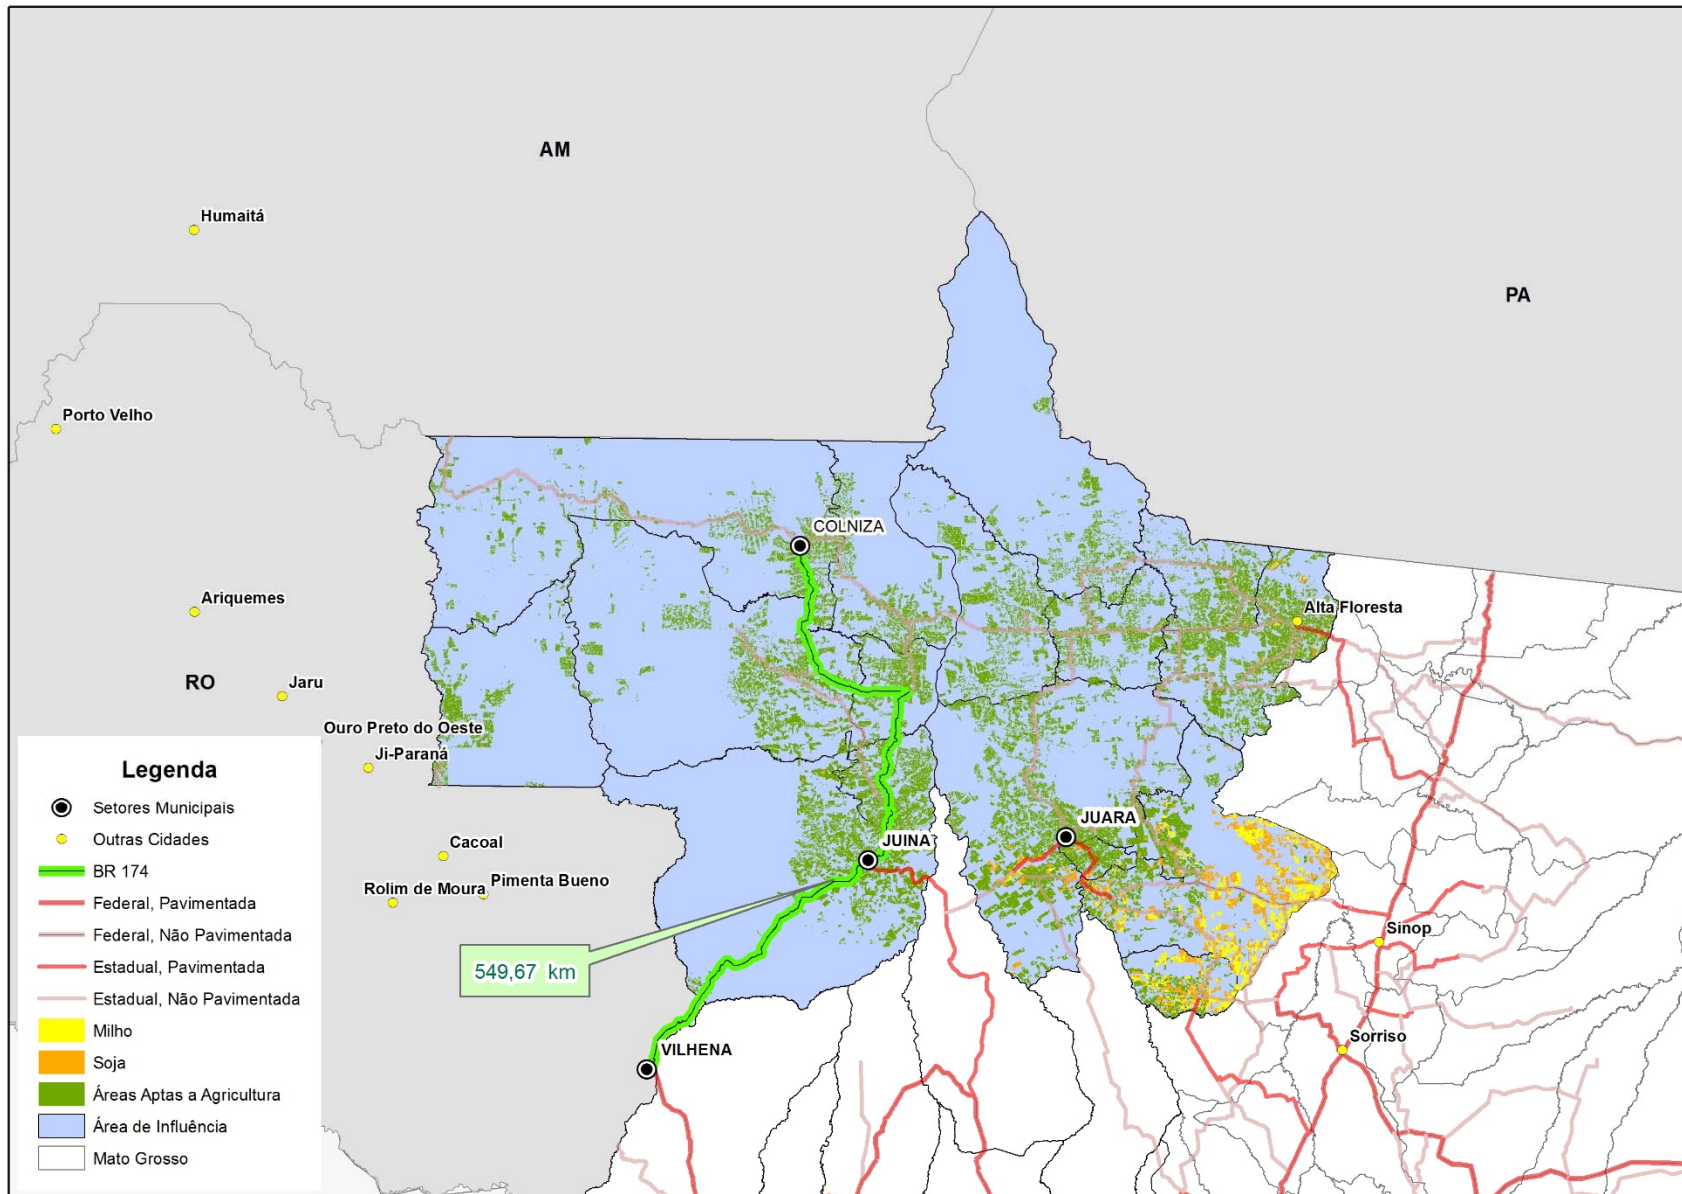 AM
Humaitá
PA
Porto Velho
COLNIZA
Ariquemes
Alta Floresta
RO
Jaru
Ouro Preto do Oeste
Ji-Paraná
JUARA
JUINA
Cacoal
Rolim de Moura
Pimenta Bueno
Sinop
549,67 km
Sorriso
VILHENA
Legenda
Setores Municipais
Outras Cidades
BR 174
Federal, Pavimentada
Federal, Não Pavimentada
Estadual, Pavimentada
Estadual, Não Pavimentada
Milho
Soja
Áreas Aptas a Agricultura
Área de Influência
Mato Grosso